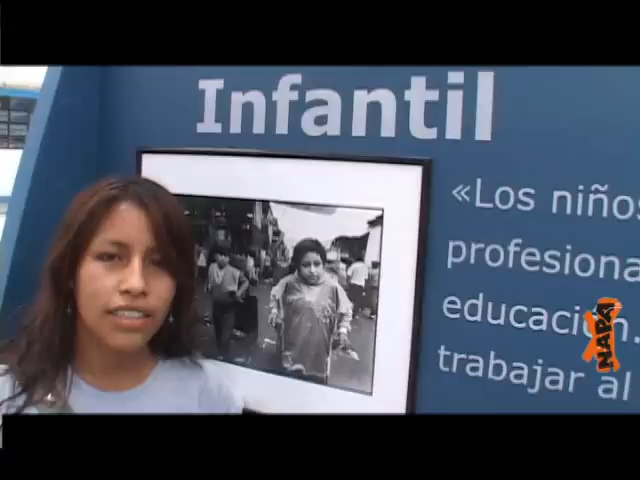 Infantil
«Los niños
profesiona
educación.
trabajar al
NAPA!